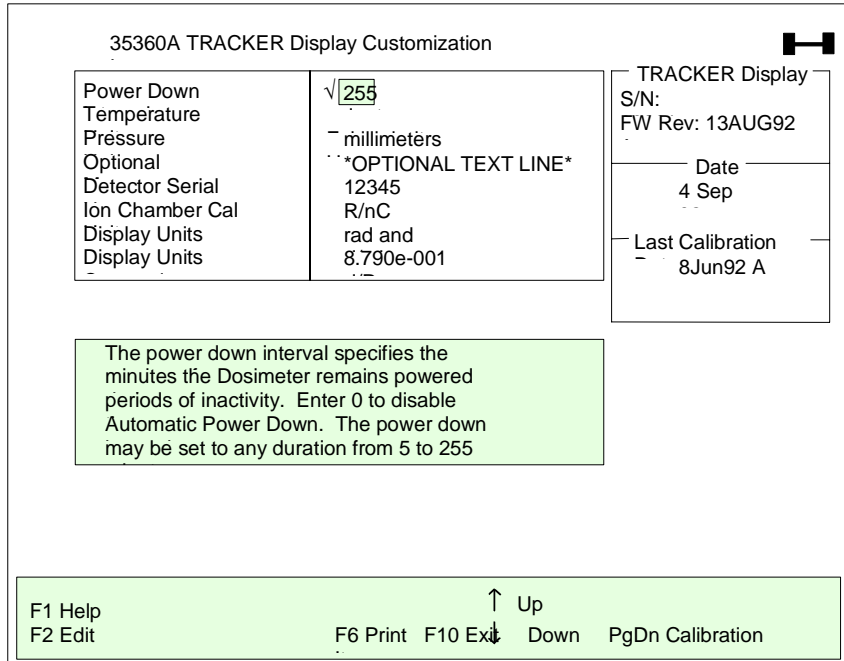 35360A TRACKER Display Customization
Power Down
Temperature
Pressure
Optional
Detector Serial
Ion Chamber Cal
Display Units
Display Units
√ 255
millimeters
*OPTIONAL TEXT LINE*
12345
R/nC
rad and
8.790e-001
TRACKER Display
S/N:
FW Rev: 13AUG92
Date
4 Sep
Last Calibration
8Jun92 A
The power down interval specifies the
minutes the Dosimeter remains powered
periods of inactivity. Enter 0 to disable
Automatic Power Down. The power down
may be set to any duration from 5 to 255
F1 Help
F2 Edit
F6 Print F10 Exit
↑ Up
↓ Down
PgDn Calibration